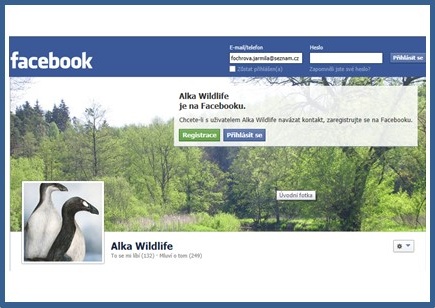 facebook
E-mail/telefon
Heslo
fochrova.jarmila@seznam.cz
Přihlásit se
Zůstat přihlášen(a)
Zapomněli jste své heslo?
Alka Wildlife
je na Facebooku.
Chcete-li s uživatelem Alka Wildlife navázat kontakt, zaregistrujte se na Facebooku.
Registrace
Přihlásit se
Úvodní fotka
Alka Wildlife
To se mi líbí (132) · Mluví o tom (249)